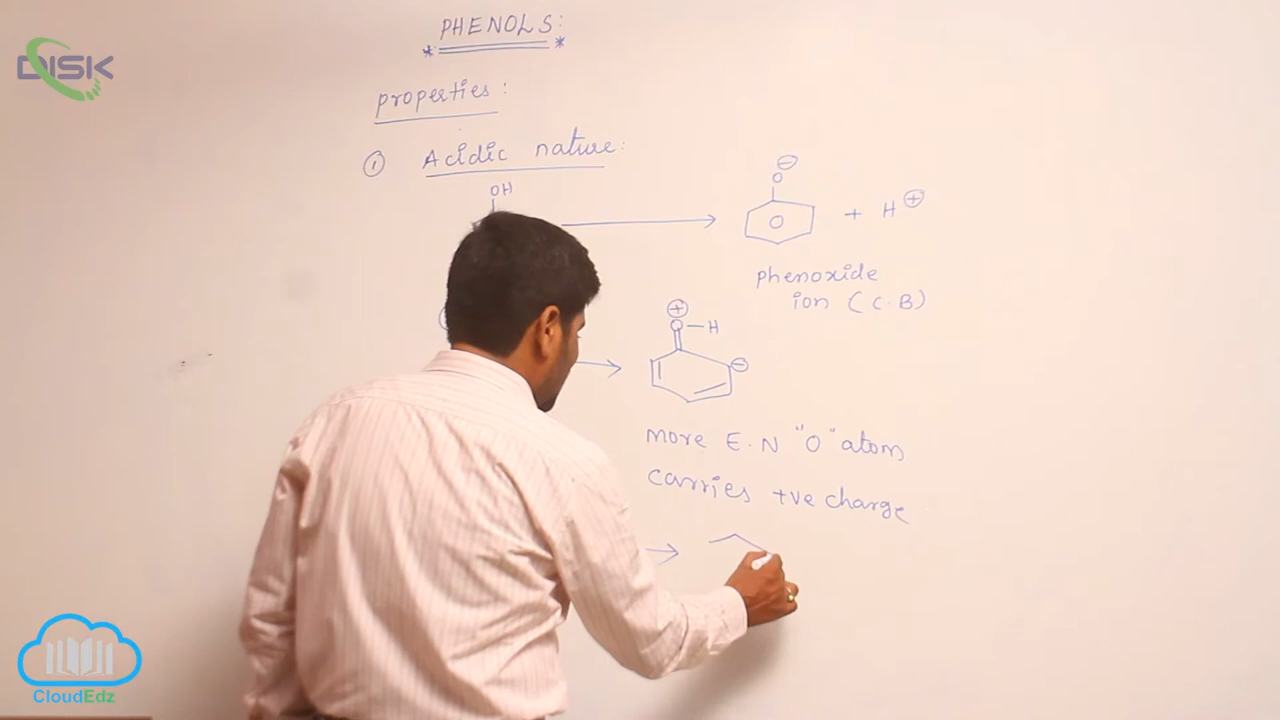 DISK
PHENOLS:
properties:
① Acidic nature:
OH
O ⊖
+ H ⊕
phenoxide
ion (C.B)
⊕
O-H
⊖
more E.N "O" atom
carries +ve charge
CloudEdz